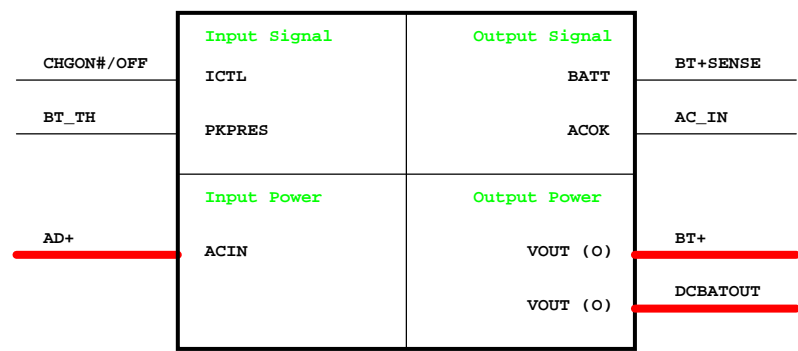 Input Signal Output Signal
CHGON#/OFF ICTL BATT BT+SENSE
BT_TH PKPRES ACOK AC_IN
Input Power Output Power
AD+ ACIN VOUT (O) BT+
VOUT (O) DCBATOUT